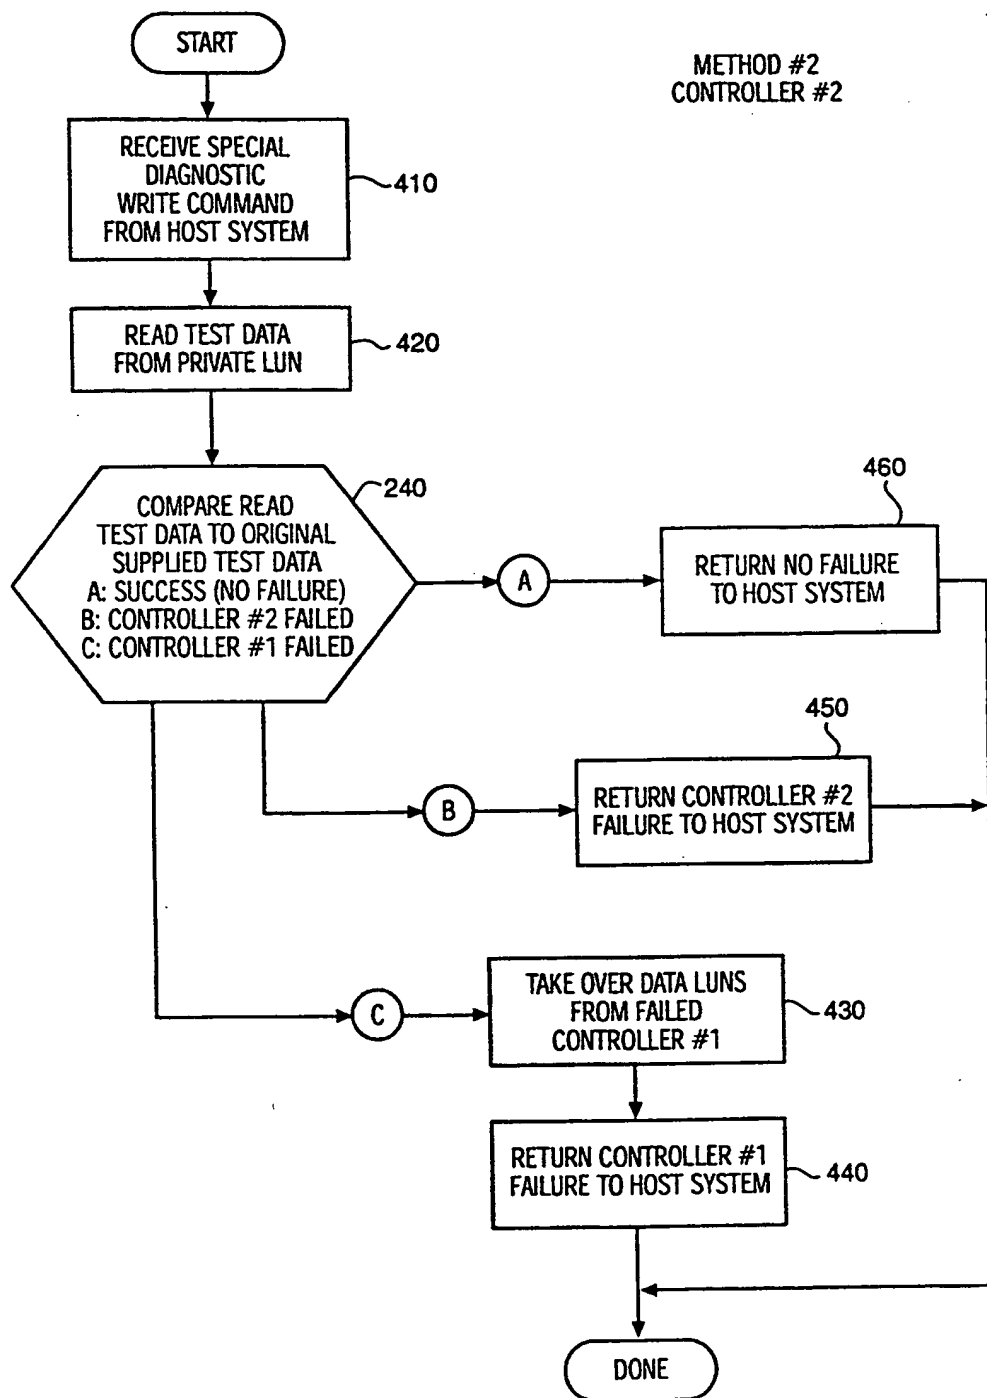 START
METHOD #2
CONTROLLER #2
RECEIVE SPECIAL
DIAGNOSTIC
WRITE COMMAND
FROM HOST SYSTEM
410
READ TEST DATA
FROM PRIVATE LUN
420
COMPARE READ
TEST DATA TO ORIGINAL
SUPPLIED TEST DATA
A: SUCCESS (NO FAILURE)
B: CONTROLLER #2 FAILED
C: CONTROLLER #1 FAILED
240
A
460
RETURN NO FAILURE
TO HOST SYSTEM
B
450
RETURN CONTROLLER #2
FAILURE TO HOST SYSTEM
C
TAKE OVER DATA LUNS
FROM FAILED
CONTROLLER #1
430
RETURN CONTROLLER #1
FAILURE TO HOST SYSTEM
440
DONE